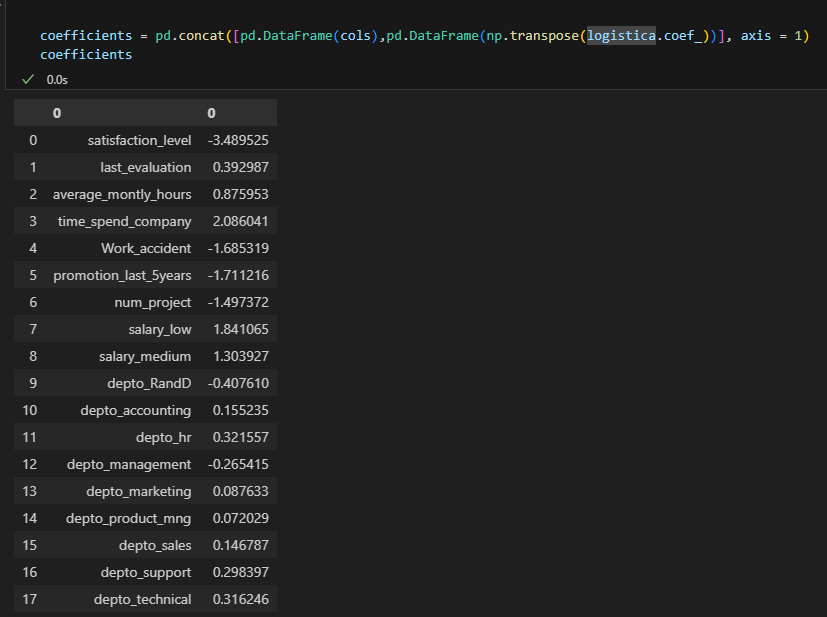 coefficients = pd.concat([pd.DataFrame(cols),pd.DataFrame(np.transpose(logistica.coef_))], axis = 1)
coefficients
✓ 0.0s
0 0
0 satisfaction_level -3.489525
1 last_evaluation 0.392987
2 average_montly_hours 0.875953
3 time_spend_company 2.086041
4 Work_accident -1.685319
5 promotion_last_5years -1.711216
6 num_project -1.497372
7 salary_low 1.841065
8 salary_medium 1.303927
9 depto_RandD -0.407610
10 depto_accounting 0.155235
11 depto_hr 0.321557
12 depto_management -0.265415
13 depto_marketing 0.087633
14 depto_product_mng 0.072029
15 depto_sales 0.146787
16 depto_support 0.298397
17 depto_technical 0.316246